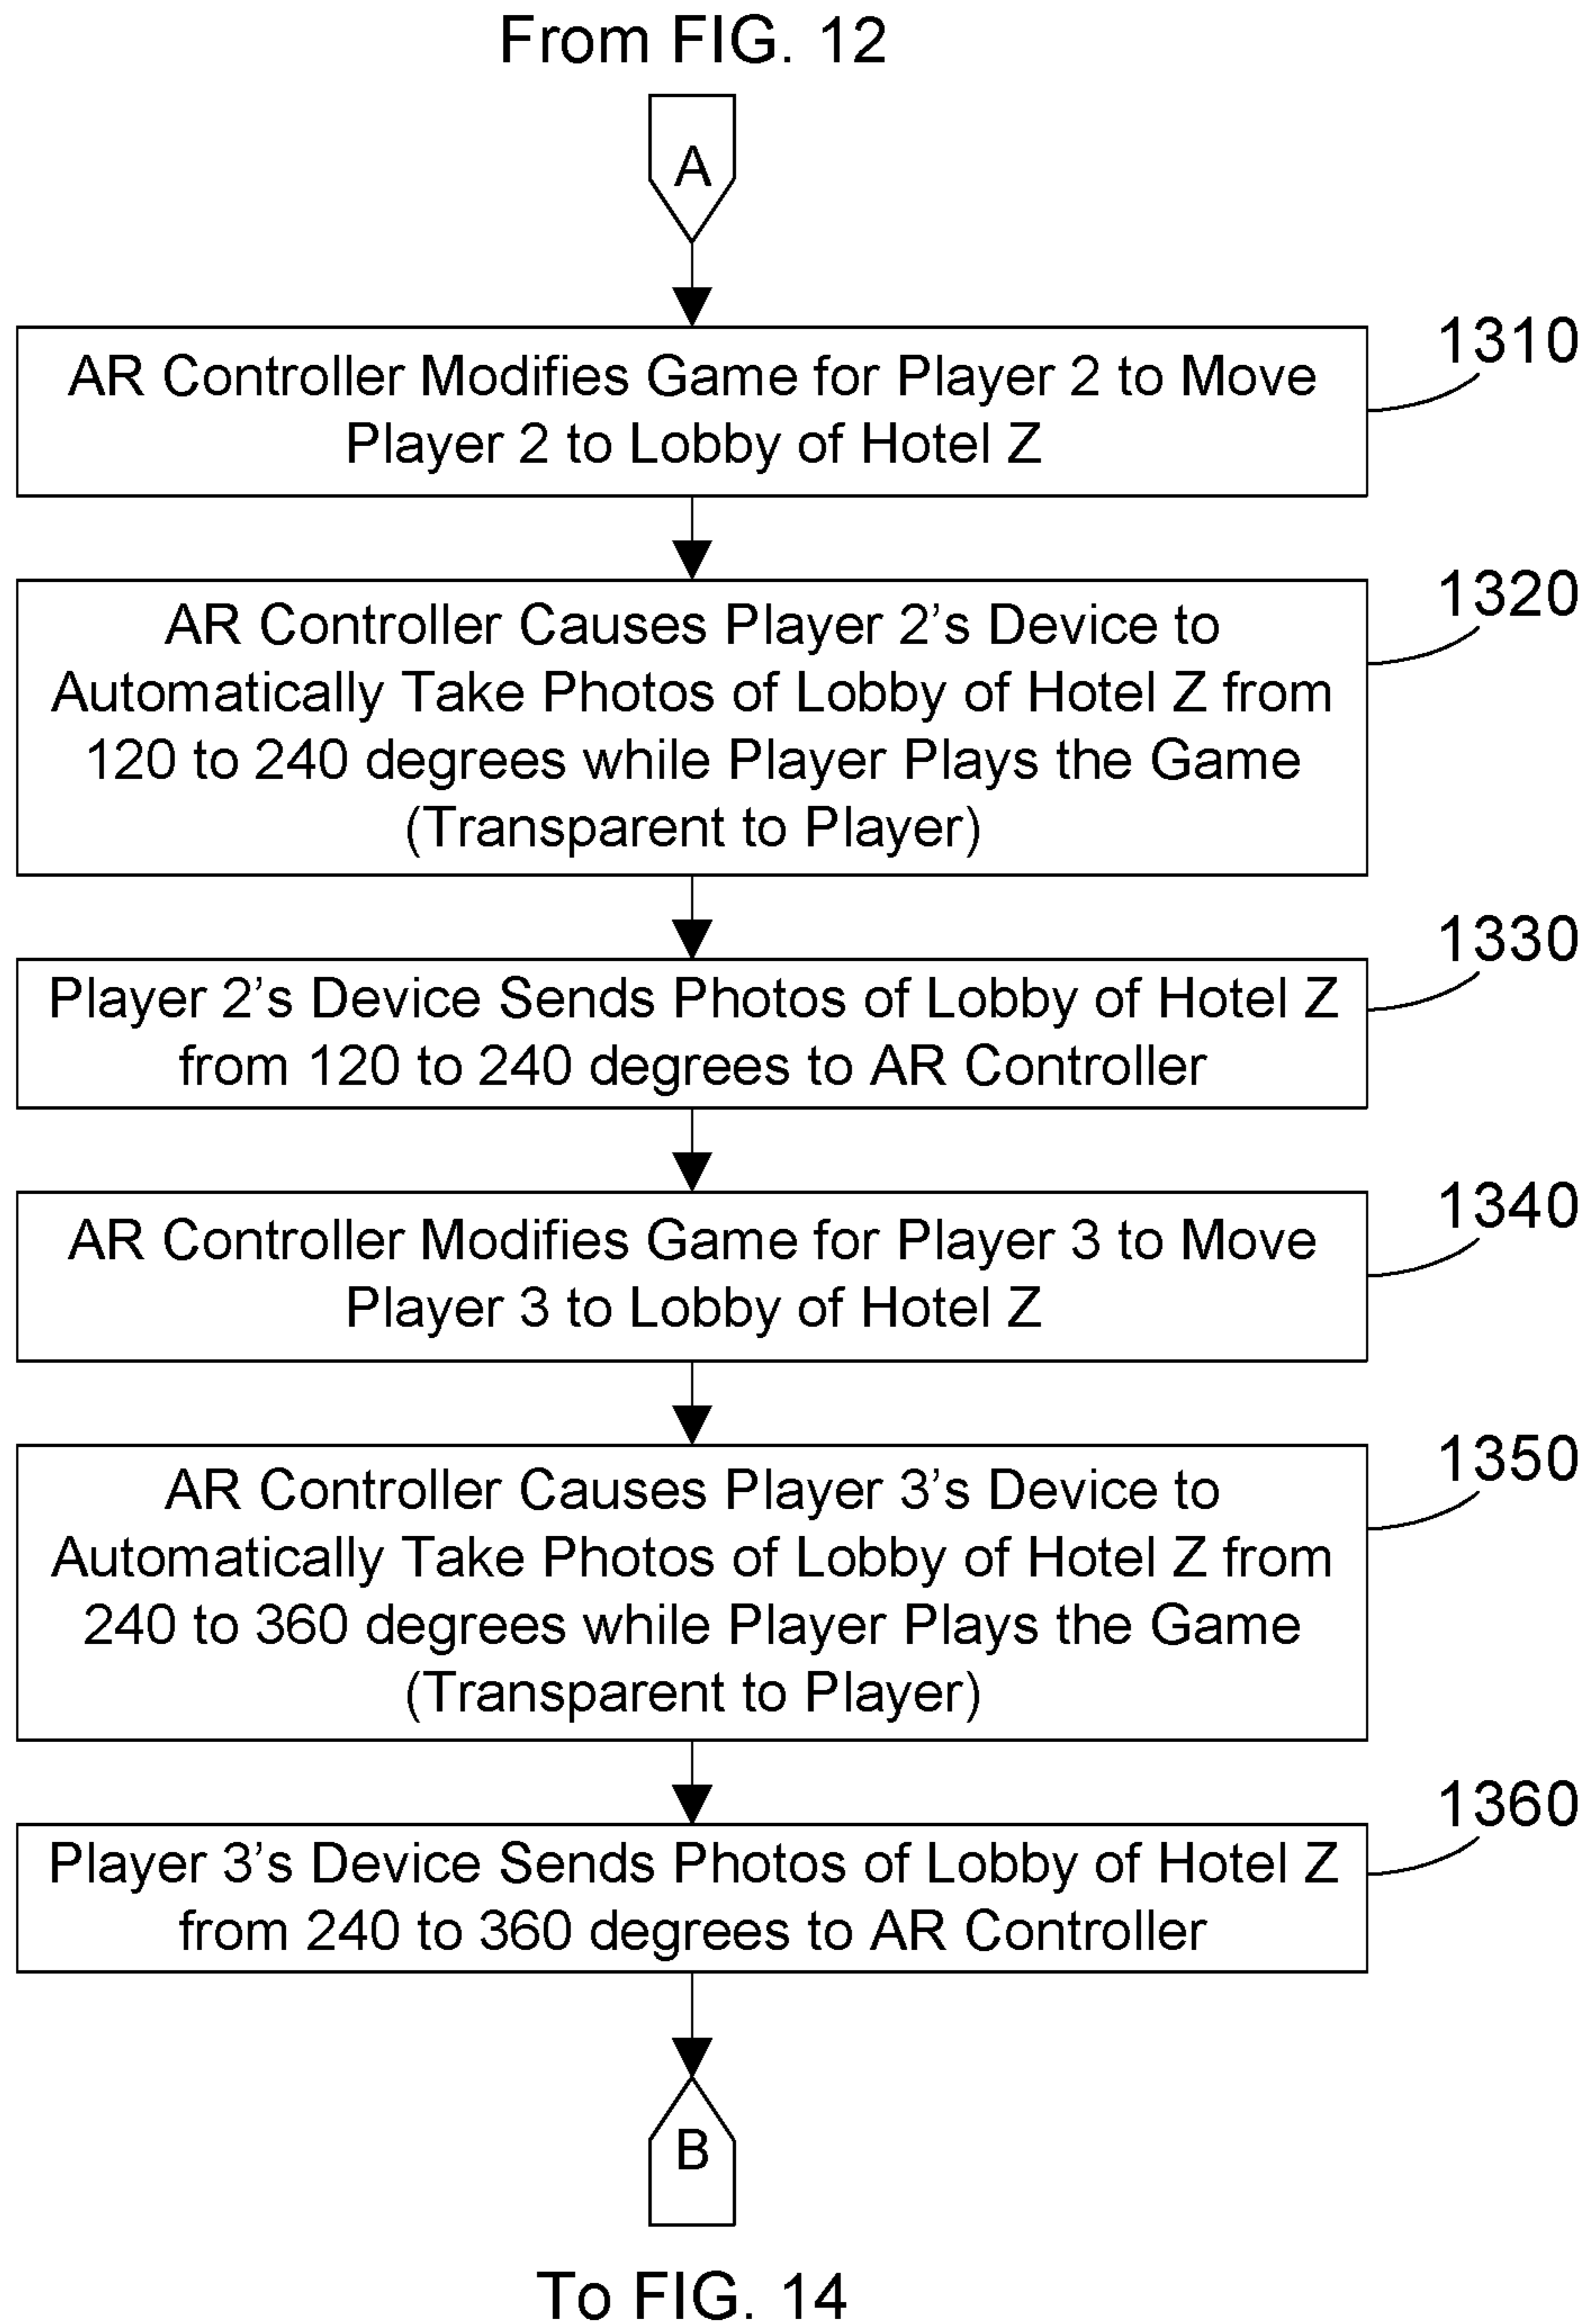 From FIG. 12
A
1310
AR Controller Modifies Game for Player 2 to Move
Player 2 to Lobby of Hotel Z
1320
AR Controller Causes Player 2’s Device to
Automatically Take Photos of Lobby of Hotel Z from
120 to 240 degrees while Player Plays the Game
(Transparent to Player)
1330
Player 2’s Device Sends Photos of Lobby of Hotel Z
from 120 to 240 degrees to AR Controller
1340
AR Controller Modifies Game for Player 3 to Move
Player 3 to Lobby of Hotel Z
1350
AR Controller Causes Player 3’s Device to
Automatically Take Photos of Lobby of Hotel Z from
240 to 360 degrees while Player Plays the Game
(Transparent to Player)
1360
Player 3’s Device Sends Photos of Lobby of Hotel Z
from 240 to 360 degrees to AR Controller
B
To FIG. 14